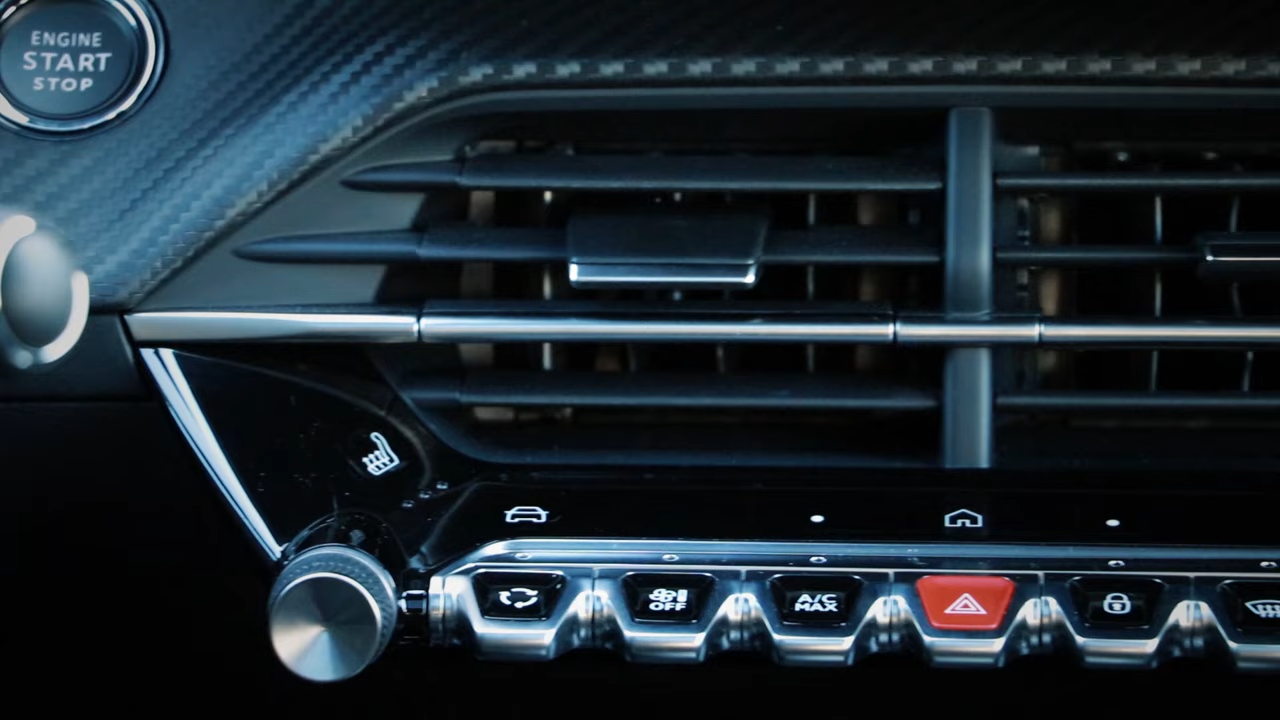 ENGINE
START
STOP
OFF
A/C
MAX